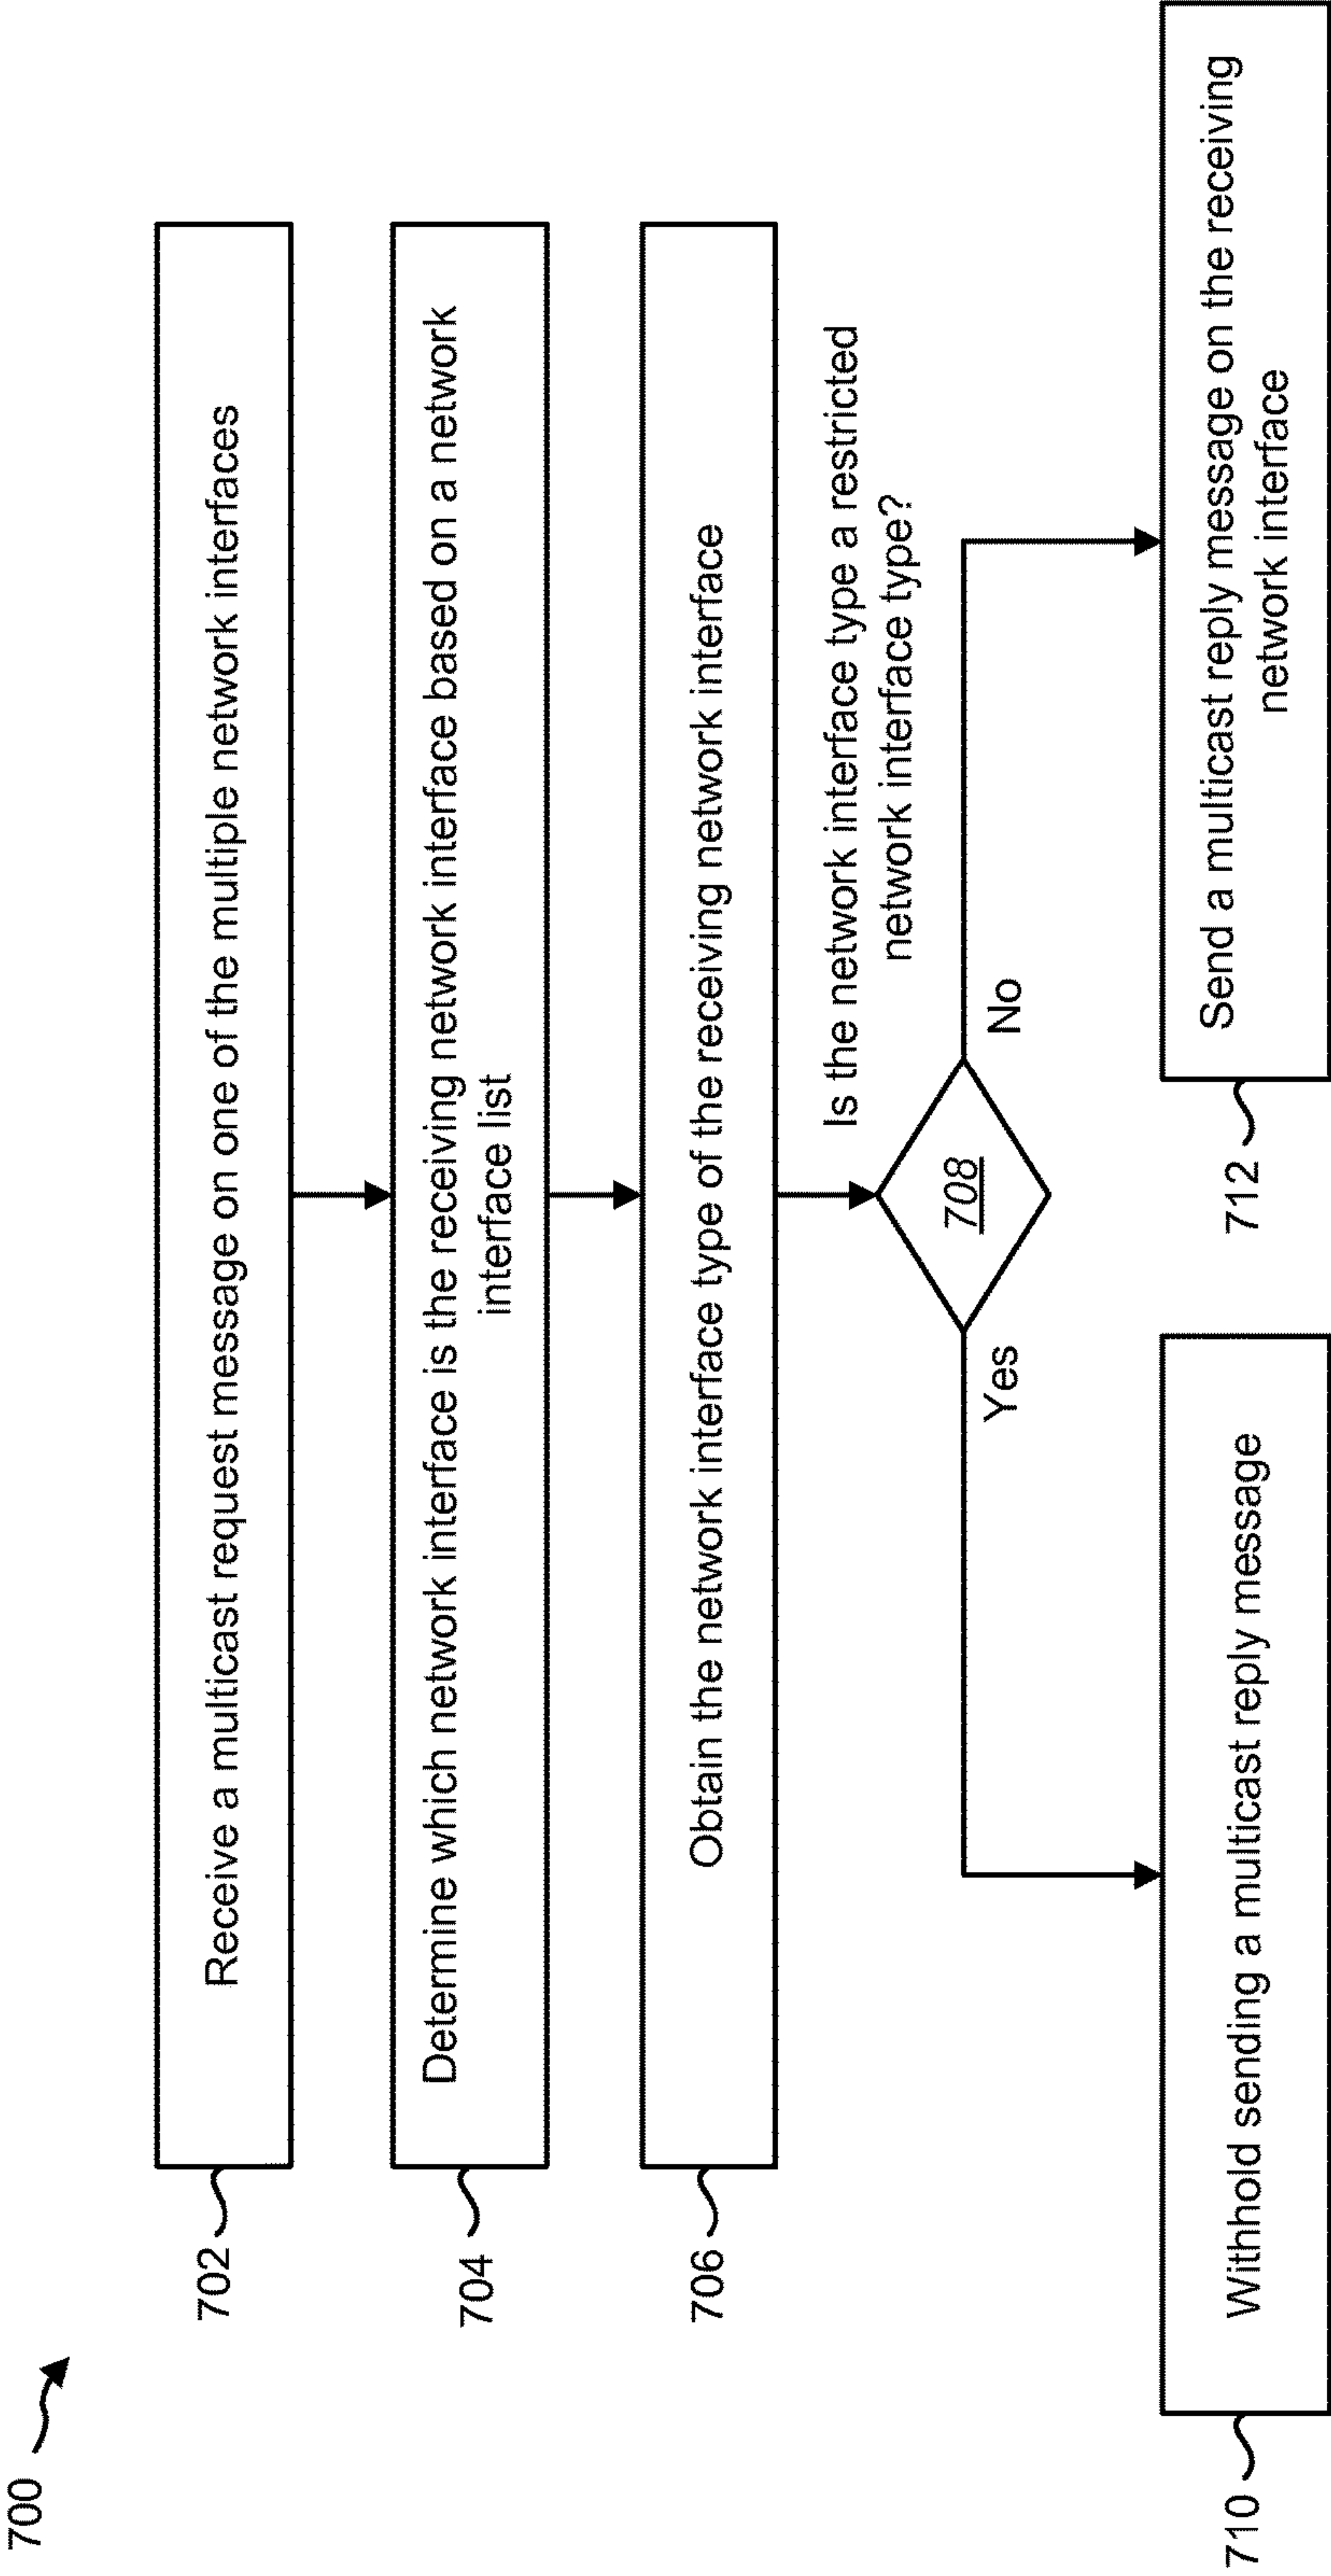 700
702
Receive a multicast request message on one of the multiple network interfaces
704
Determine which network interface is the receiving network interface based on a network
interface list
706
Obtain the network interface type of the receiving network interface
Is the network interface type a restricted
network interface type?
708
Yes
No
710
Withhold sending a multicast reply message
712
Send a multicast reply message on the receiving
network interface